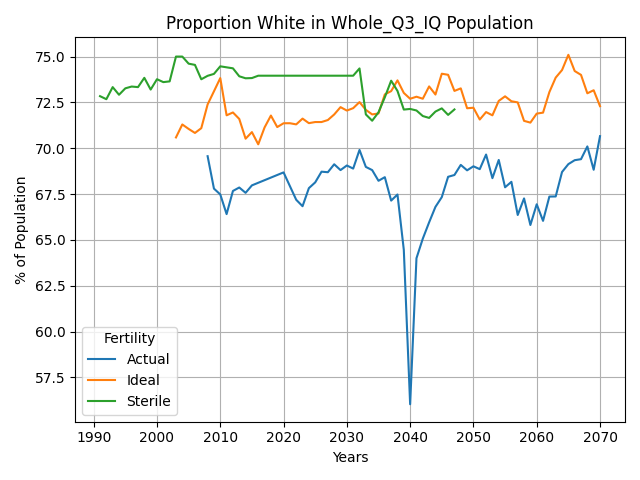 Proportion White in Whole_Q3_IQ Population
% of Population
75.0
72.5
70.0
67.5
65.0
62.5
60.0
57.5
Fertility
Actual
Ideal
Sterile
1990 2000 2010 2020 2030 2040 2050 2060 2070
Years